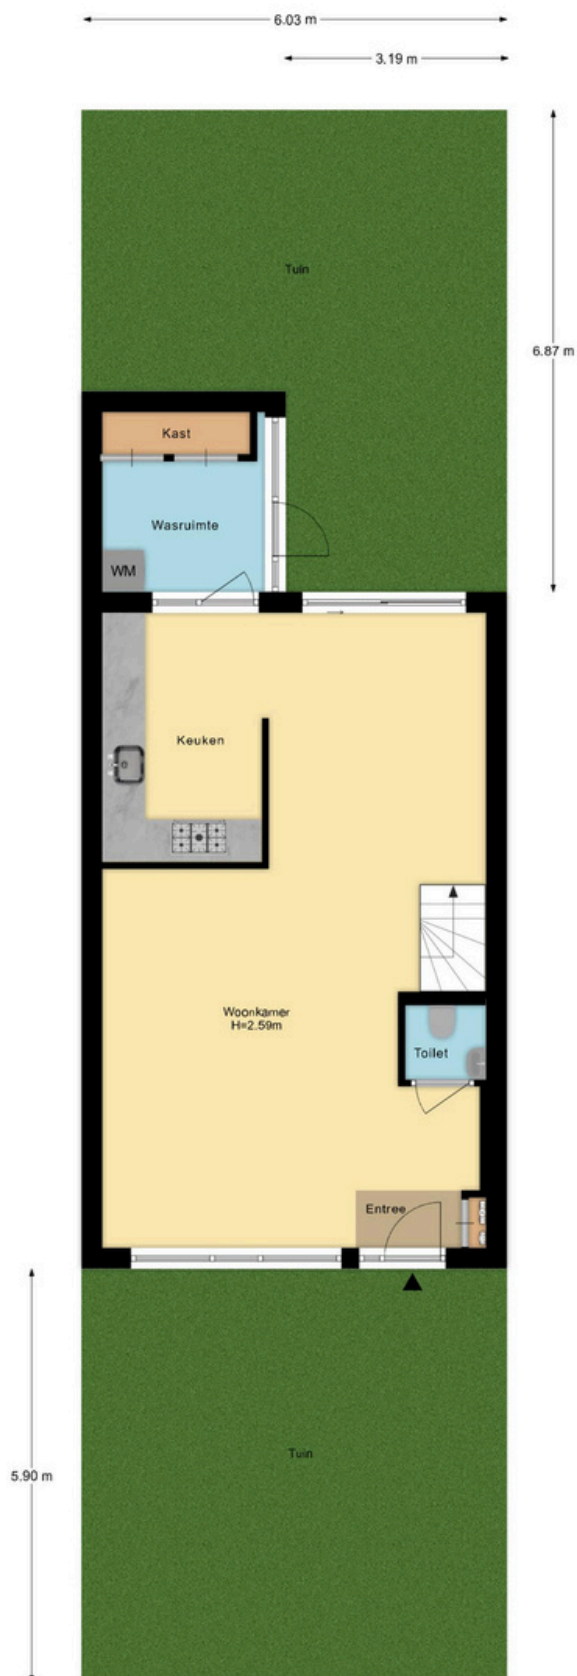 6.03 m
3.19 m
Tuin
6.87 m
Kast
Wasruimte
WM
Keuken
Woonkamer
H=2.59m
Toilet
Entree
Tuin
5.90 m